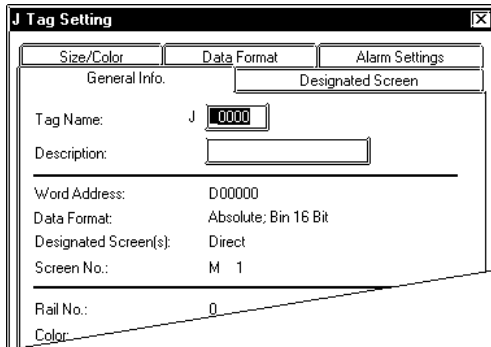 J Tag Setting
Size/Color Data Format Alarm Settings
General Info. Designated Screen
Tag Name: J 0000
Description:
Word Address: D00000
Data Format: Absolute; Bin 16 Bit
Designated Screen(s): Direct
Screen No.: M 1
Rail No.: 0
Color: